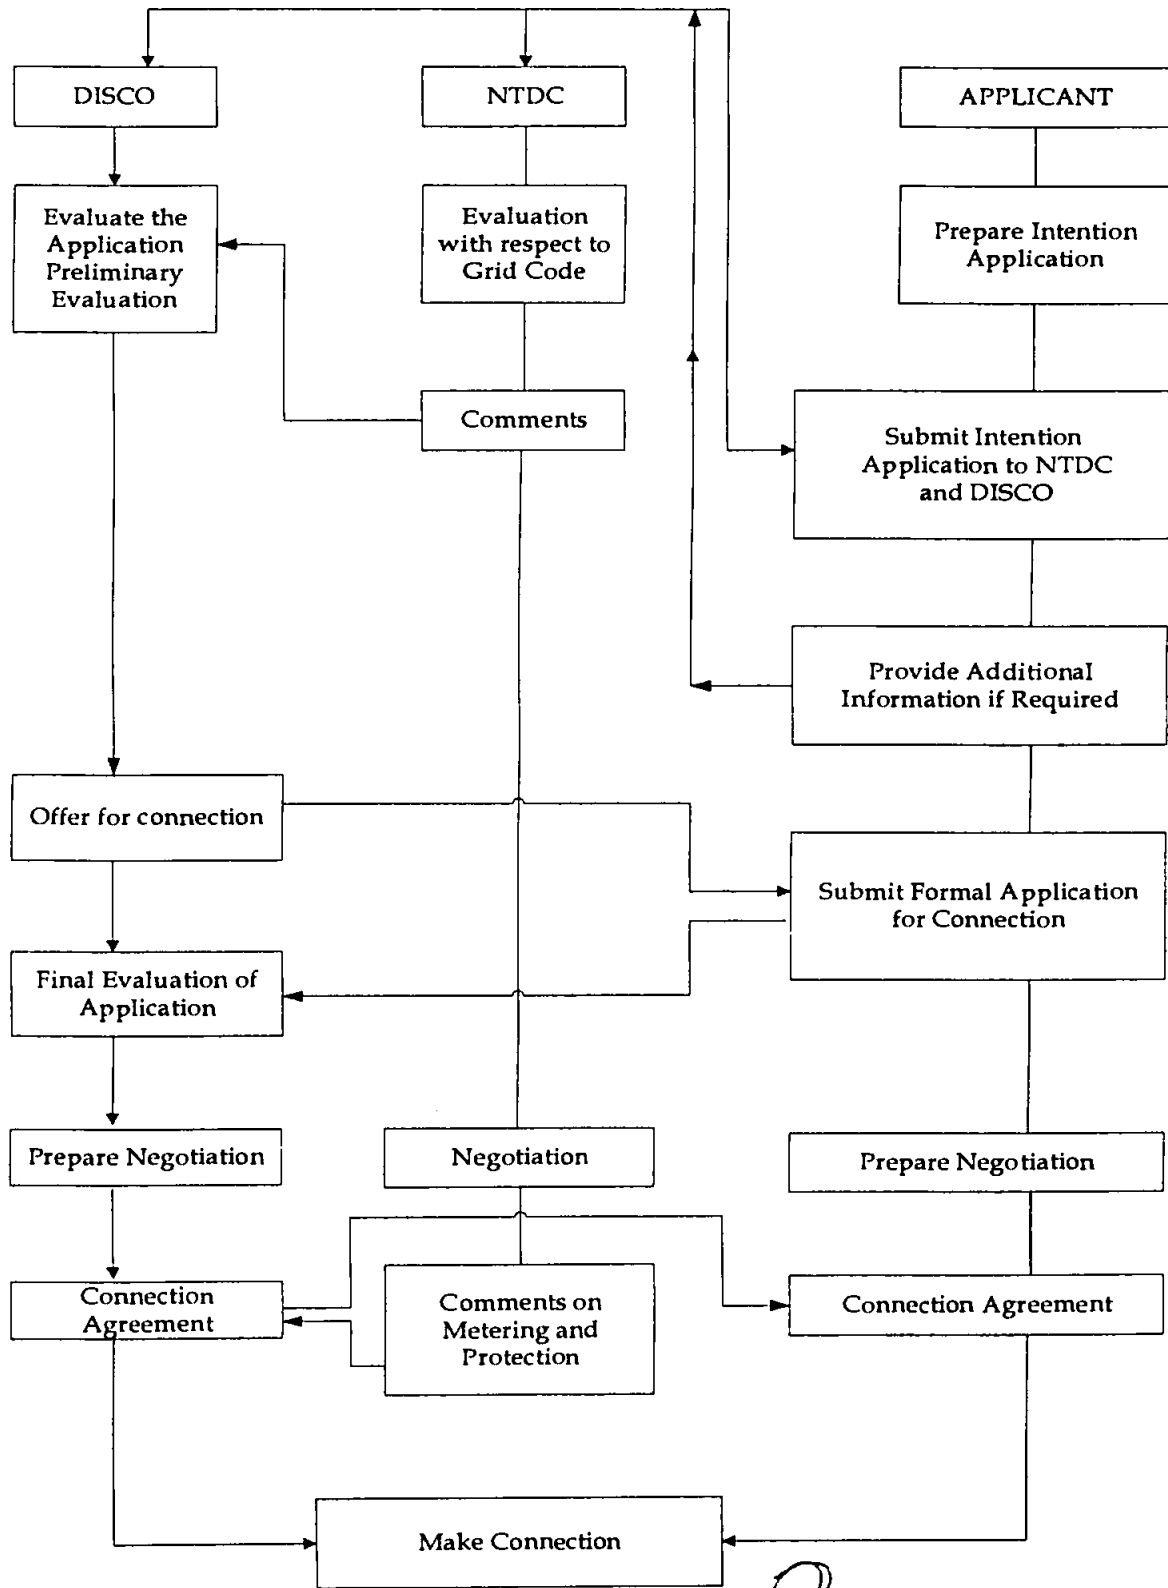 DISCO
NTDC
APPLICANT
Evaluate the
Application
Preliminary
Evaluation
Evaluation
with respect to
Grid Code
Prepare Intention
Application
Comments
Submit Intention
Application to NTDC
and DISCO
Provide Additional
Information if Required
Offer for connection
Submit Formal Application
for Connection
Final Evaluation of
Application
Prepare Negotiation
Negotiation
Prepare Negotiation
Connection
Agreement
Comments on
Metering and
Protection
Connection Agreement
Make Connection